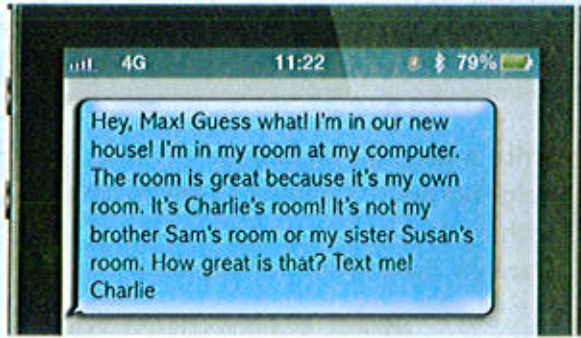 4G 11:22 79%
Hey, Max! Guess what! I'm in our new
house! I'm in my room at my computer.
The room is great because it's my own
room. It's Charlie's room! It's not my
brother Sam's room or my sister Susan's
room. How great is that? Text me!
Charlie